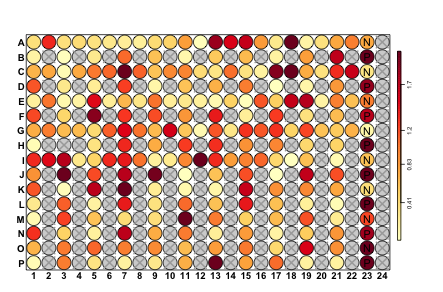 A N
B P
C N
D P
E N
F P
G N
H P
I N
J P
K N
L P
M N
N P
O N
P P
1 2 3 4 5 6 7 8 9 10 11 12 13 14 15 16 17 18 19 20 21 22 23 24
1.7
1.2
0.83
0.41